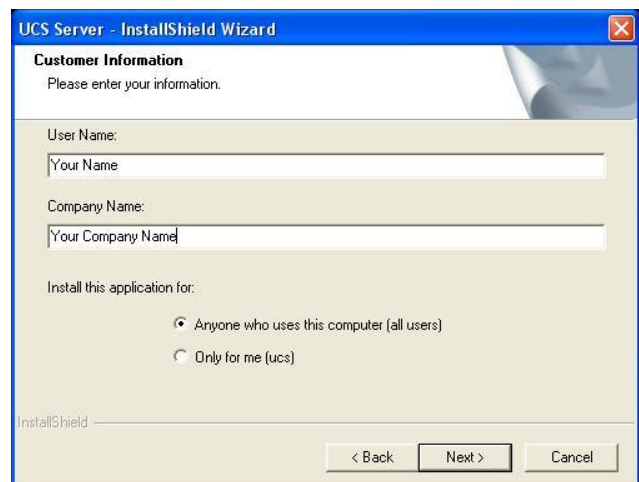 UCS Server - InstallShield Wizard
Customer Information
Please enter your information.
User Name:
Your Name
Company Name:
Your Company Name
Install this application for:
Anyone who uses this computer (all users)
Only for me (ucs)
InstallShield
< Back Next > Cancel